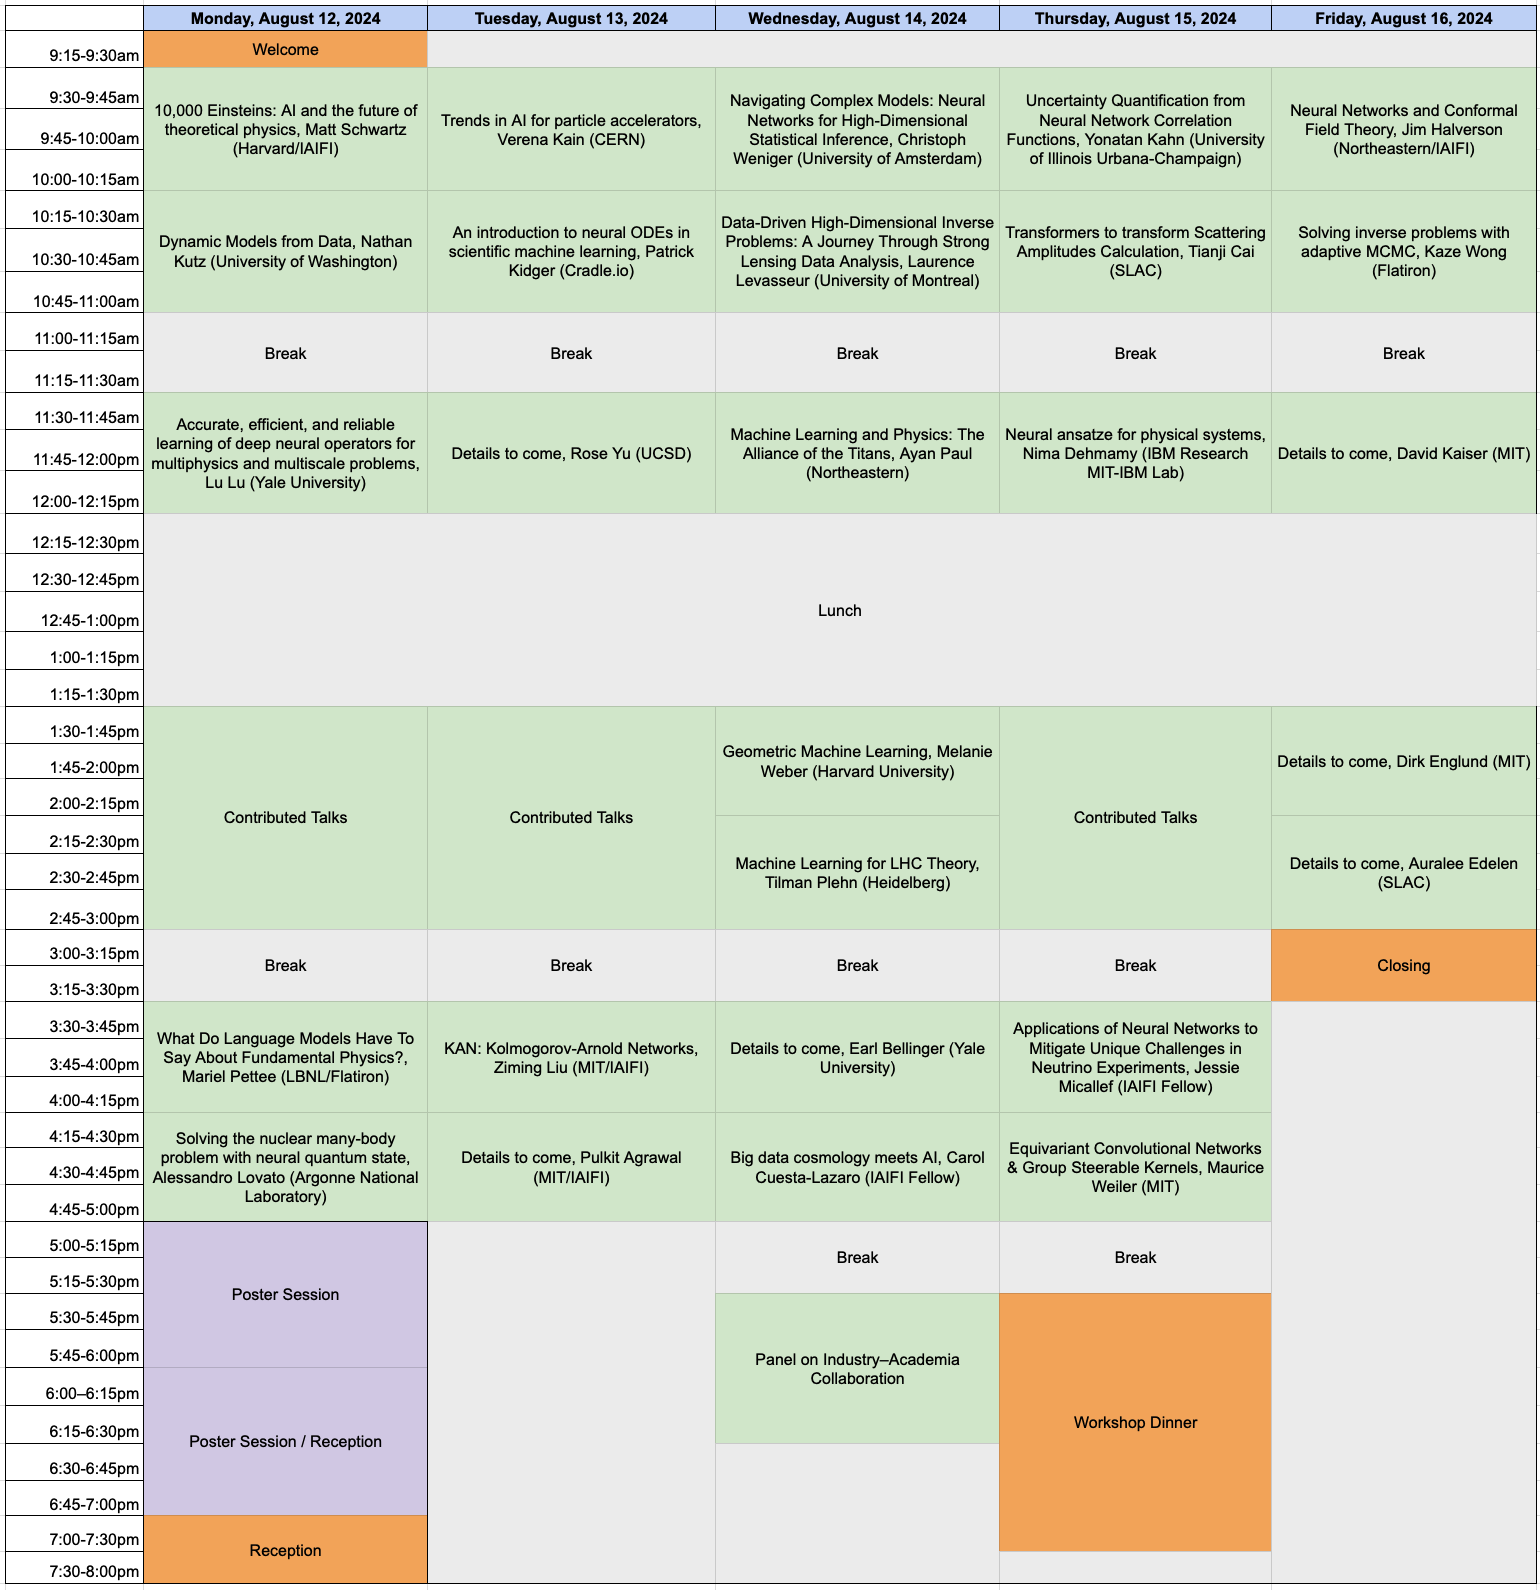 Monday, August 12, 2024
Tuesday, August 13, 2024
Wednesday, August 14, 2024
Thursday, August 15, 2024
Friday, August 16, 2024
9:15-9:30am
Welcome
9:30-9:45am
9:45-10:00am
10:00-10:15am
10,000 Einsteins: AI and the future of
theoretical physics, Matt Schwartz
(Harvard/IAIFI)
Trends in AI for particle accelerators,
Verena Kain (CERN)
Navigating Complex Models: Neural
Networks for High-Dimensional
Statistical Inference, Christoph
Weniger (University of Amsterdam)
Uncertainty Quantification from
Neural Network Correlation
Functions, Yonatan Kahn (University
of Illinois Urbana-Champaign)
Neural Networks and Conformal
Field Theory, Jim Halverson
(Northeastern/IAIFI)
10:15-10:30am
10:30-10:45am
10:45-11:00am
Dynamic Models from Data, Nathan
Kutz (University of Washington)
An introduction to neural ODEs in
scientific machine learning, Patrick
Kidger (Cradle.io)
Data-Driven High-Dimensional Inverse
Problems: A Journey Through Strong
Lensing Data Analysis, Laurence
Levasseur (University of Montreal)
Transformers to transform Scattering
Amplitudes Calculation, Tianji Cai
(SLAC)
Solving inverse problems with
adaptive MCMC, Kaze Wong
(Flatiron)
11:00-11:15am
11:15-11:30am
Break
Break
Break
Break
Break
11:30-11:45am
11:45-12:00pm
12:00-12:15pm
Accurate, efficient, and reliable
learning of deep neural operators for
multiphysics and multiscale problems,
Lu Lu (Yale University)
Details to come, Rose Yu (UCSD)
Machine Learning and Physics: The
Alliance of the Titans, Ayan Paul
(Northeastern)
Neural ansatze for physical systems,
Nima Dehmamy (IBM Research
MIT-IBM Lab)
Details to come, David Kaiser (MIT)
12:15-12:30pm
12:30-12:45pm
12:45-1:00pm
1:00-1:15pm
1:15-1:30pm
Lunch
1:30-1:45pm
1:45-2:00pm
2:00-2:15pm
2:15-2:30pm
2:30-2:45pm
2:45-3:00pm
Contributed Talks
Contributed Talks
Geometric Machine Learning, Melanie
Weber (Harvard University)
Machine Learning for LHC Theory,
Tilman Plehn (Heidelberg)
Contributed Talks
Details to come, Dirk Englund (MIT)
Details to come, Auralee Edelen
(SLAC)
3:00-3:15pm
3:15-3:30pm
Break
Break
Break
Break
Closing
3:30-3:45pm
3:45-4:00pm
4:00-4:15pm
What Do Language Models Have To
Say About Fundamental Physics?,
Mariel Pettee (LBNL/Flatiron)
KAN: Kolmogorov-Arnold Networks,
Ziming Liu (MIT/IAIFI)
Details to come, Earl Bellinger (Yale
University)
Applications of Neural Networks to
Mitigate Unique Challenges in
Neutrino Experiments, Jessie
Micallef (IAIFI Fellow)
4:15-4:30pm
4:30-4:45pm
4:45-5:00pm
Solving the nuclear many-body
problem with neural quantum state,
Alessandro Lovato (Argonne National
Laboratory)
Details to come, Pulkit Agrawal
(MIT/IAIFI)
Big data cosmology meets AI, Carol
Cuesta-Lazaro (IAIFI Fellow)
Equivariant Convolutional Networks
& Group Steerable Kernels, Maurice
Weiler (MIT)
5:00-5:15pm
5:15-5:30pm
5:30-5:45pm
5:45-6:00pm
Poster Session
Break
Break
6:00–6:15pm
6:15-6:30pm
6:30-6:45pm
6:45-7:00pm
Poster Session / Reception
Panel on Industry–Academia
Collaboration
Workshop Dinner
7:00-7:30pm
7:30-8:00pm
Reception